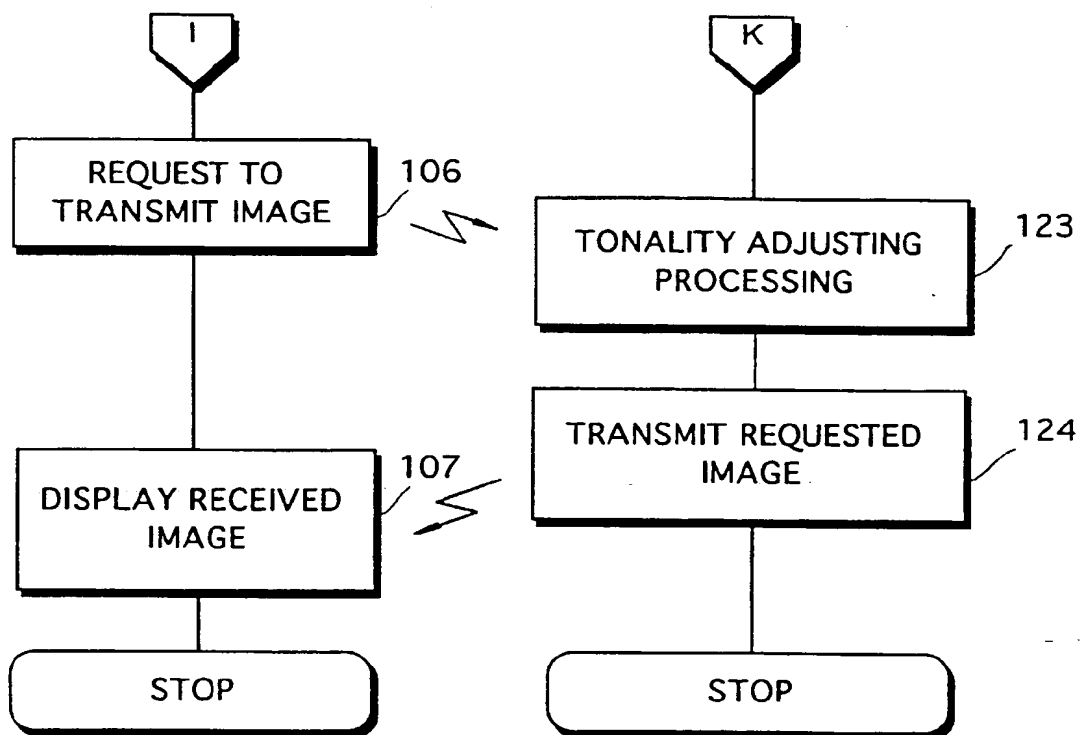 I
REQUEST TO
TRANSMIT IMAGE
106
DISPLAY RECEIVED
IMAGE
107
STOP
K
TONALITY ADJUSTING
PROCESSING
123
TRANSMIT REQUESTED
IMAGE
124
STOP